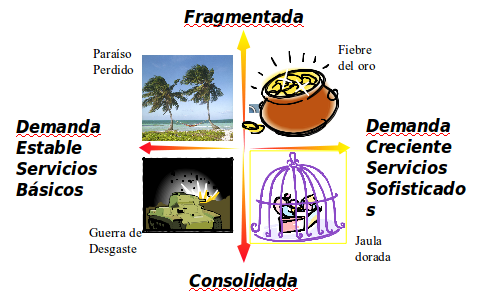 Fragmentada
Paraíso
Perdido
Fiebre
del oro
Demanda
Estable
Servicios
Básicos
Demanda
Creciente
Servicios
Sofisticado
s
Guerra de
Desgaste
Jaula
dorada
Consolidada